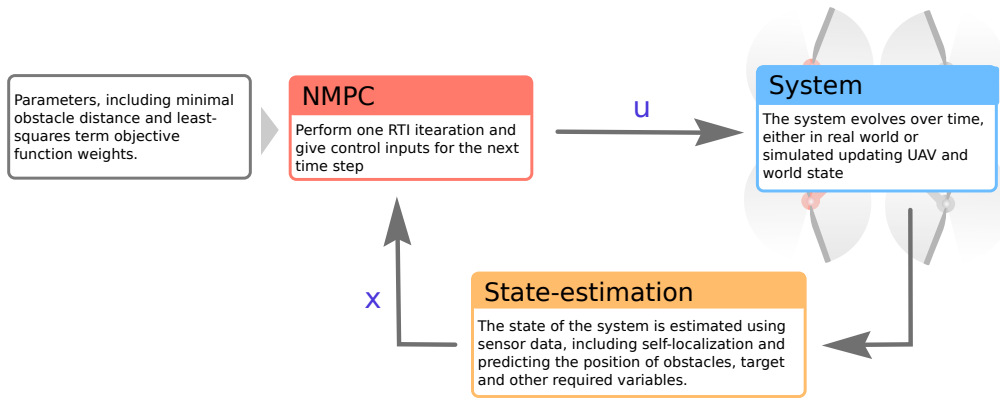 Parameters, including minimal
obstacle distance and least-
squares term objective
function weights.
NMPC
Perform one RTI itearation and
give control inputs for the next
time step
u
System
The system evolves over time,
either in real world or
simulated updating UAV and
world state
x
State-estimation
The state of the system is estimated using
sensor data, including self-localization and
predicting the position of obstacles, target
and other required variables.